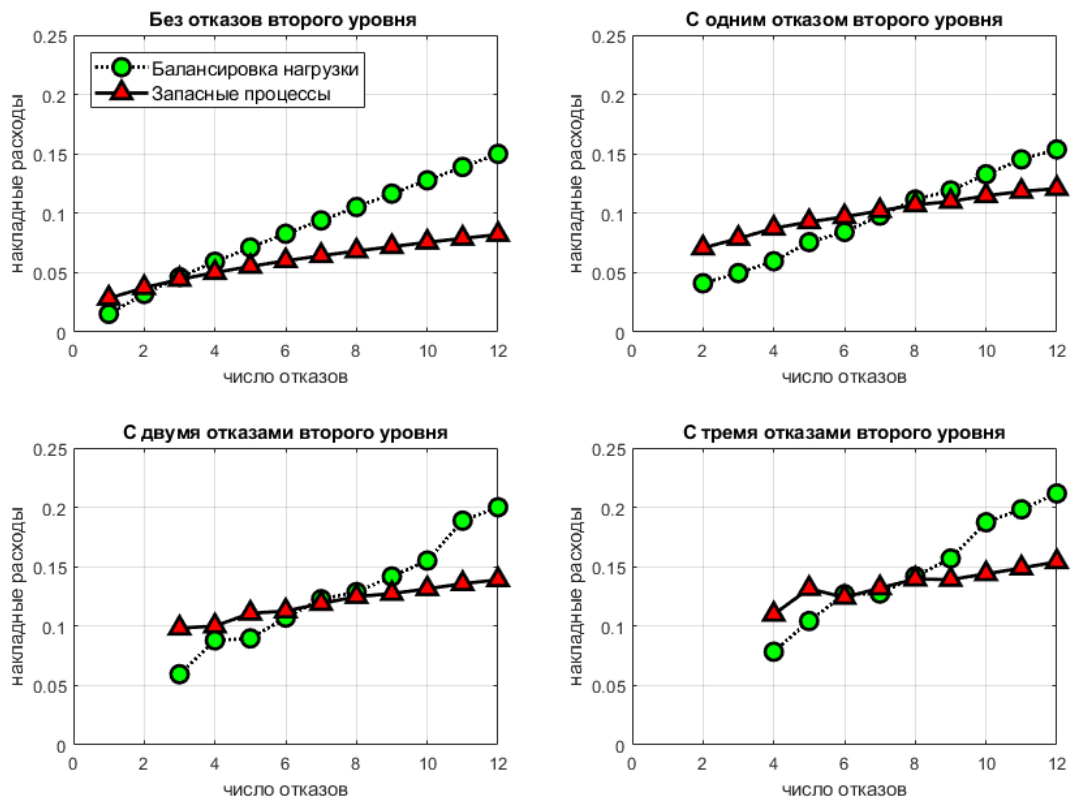 Без отказов второго уровня
0.25
0.2
0.15
0.1
0.05
0
накладные расходы
Балансировка нагрузки
Запасные процессы
0 2 4 6 8 10 12
число отказов
С одним отказом второго уровня
0.25
0.2
0.15
0.1
0.05
0
накладные расходы
0 2 4 6 8 10 12
число отказов
С двумя отказами второго уровня
0.25
0.2
0.15
0.1
0.05
0
накладные расходы
0 2 4 6 8 10 12
число отказов
С тремя отказами второго уровня
0.25
0.2
0.15
0.1
0.05
0
накладные расходы
0 2 4 6 8 10 12
число отказов